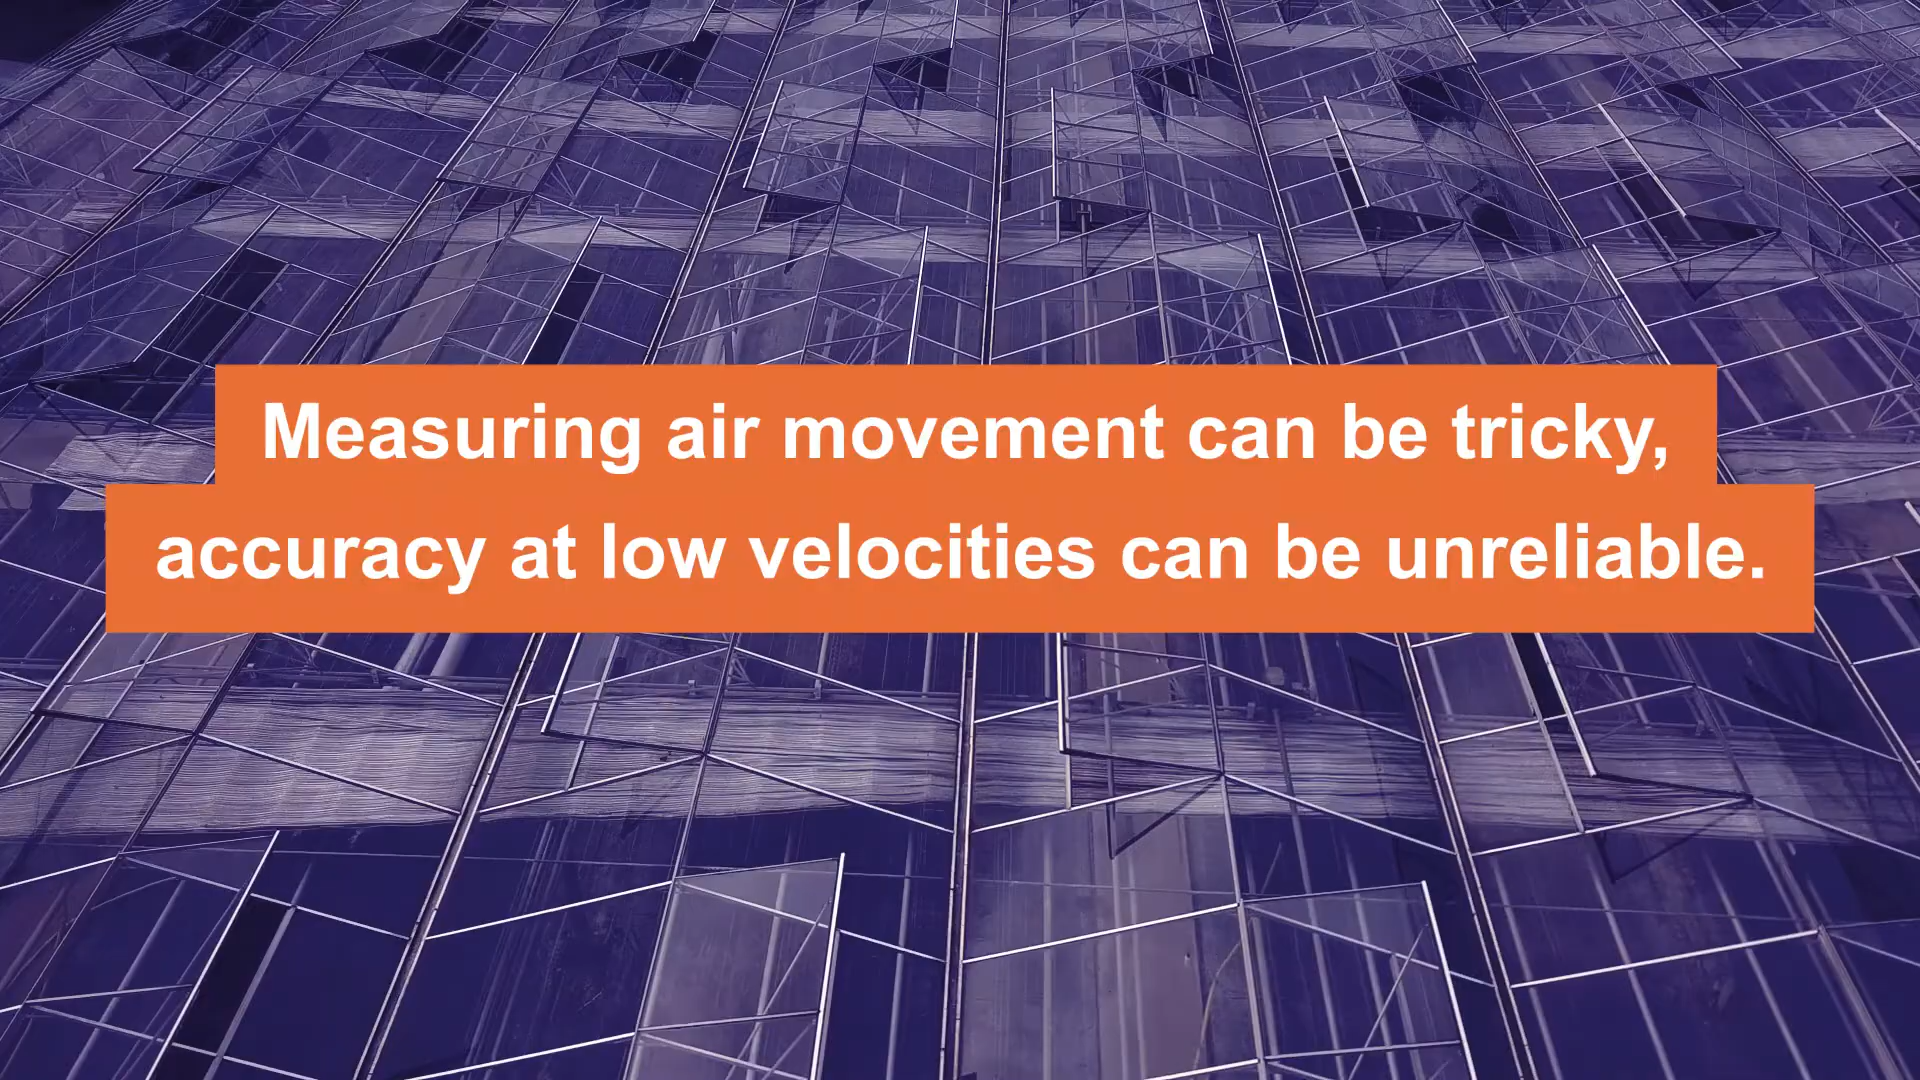 Measuring air movement can be tricky,
accuracy at low velocities can be unreliable.